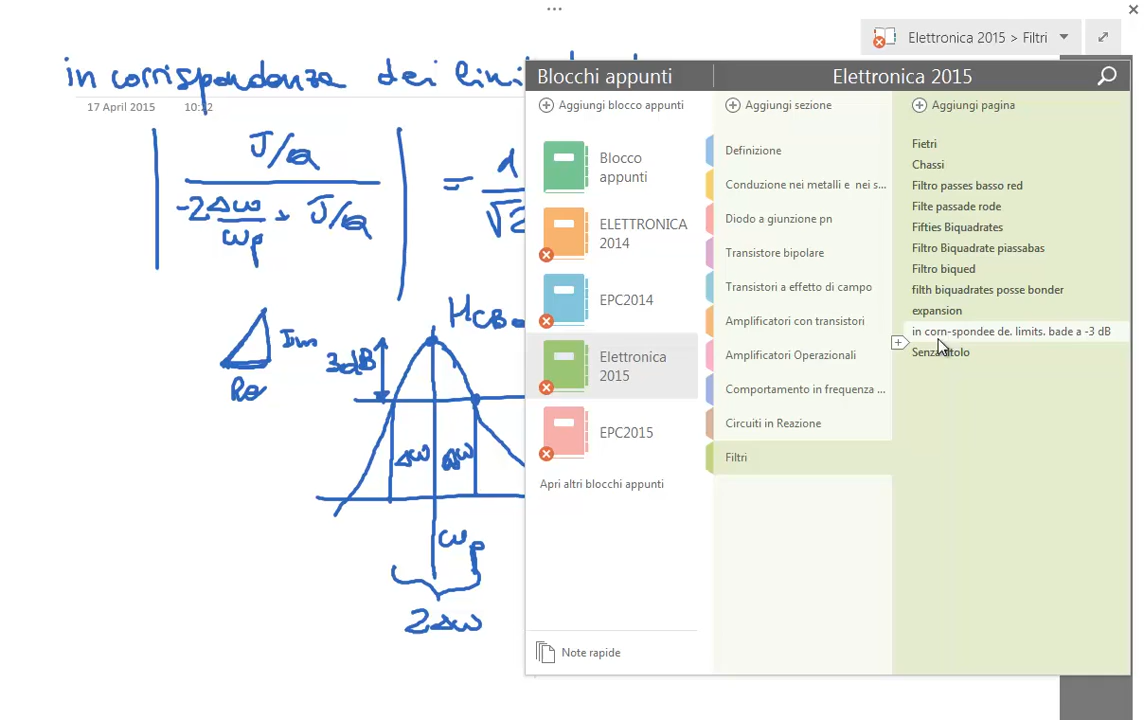 ...
Elettronica 2015 > Filtri
in corrispondenza dei limi
17 April 2015 10:22
J/Q
-2Δω
ωp
+ J/Q
=
√2
HCB
3dB
Im
Re
Δω Δω
ωp
2Δω
Blocchi appunti
Aggiungi blocco appunti
Blocco
appunti
ELETTRONICA
2014
EPC2014
Elettronica
2015
EPC2015
Apri altri blocchi appunti
Note rapide
Elettronica 2015
Aggiungi sezione
Definizione
Conduzione nei metalli e nei s...
Diodo a giunzione pn
Transistore bipolare
Transistori a effetto di campo
Amplificatori con transistori
Amplificatori Operazionali
Comportamento in frequenza ...
Circuiti in Reazione
Filtri
Aggiungi pagina
Fietri
Chassi
Filtro passes basso red
Filte passade rode
Fifties Biquadrates
Filtro Biquadrate piassabas
Filtro biqued
filth biquadrates posse bonder
expansion
in corn-spondee de. limits. bade a -3 dB